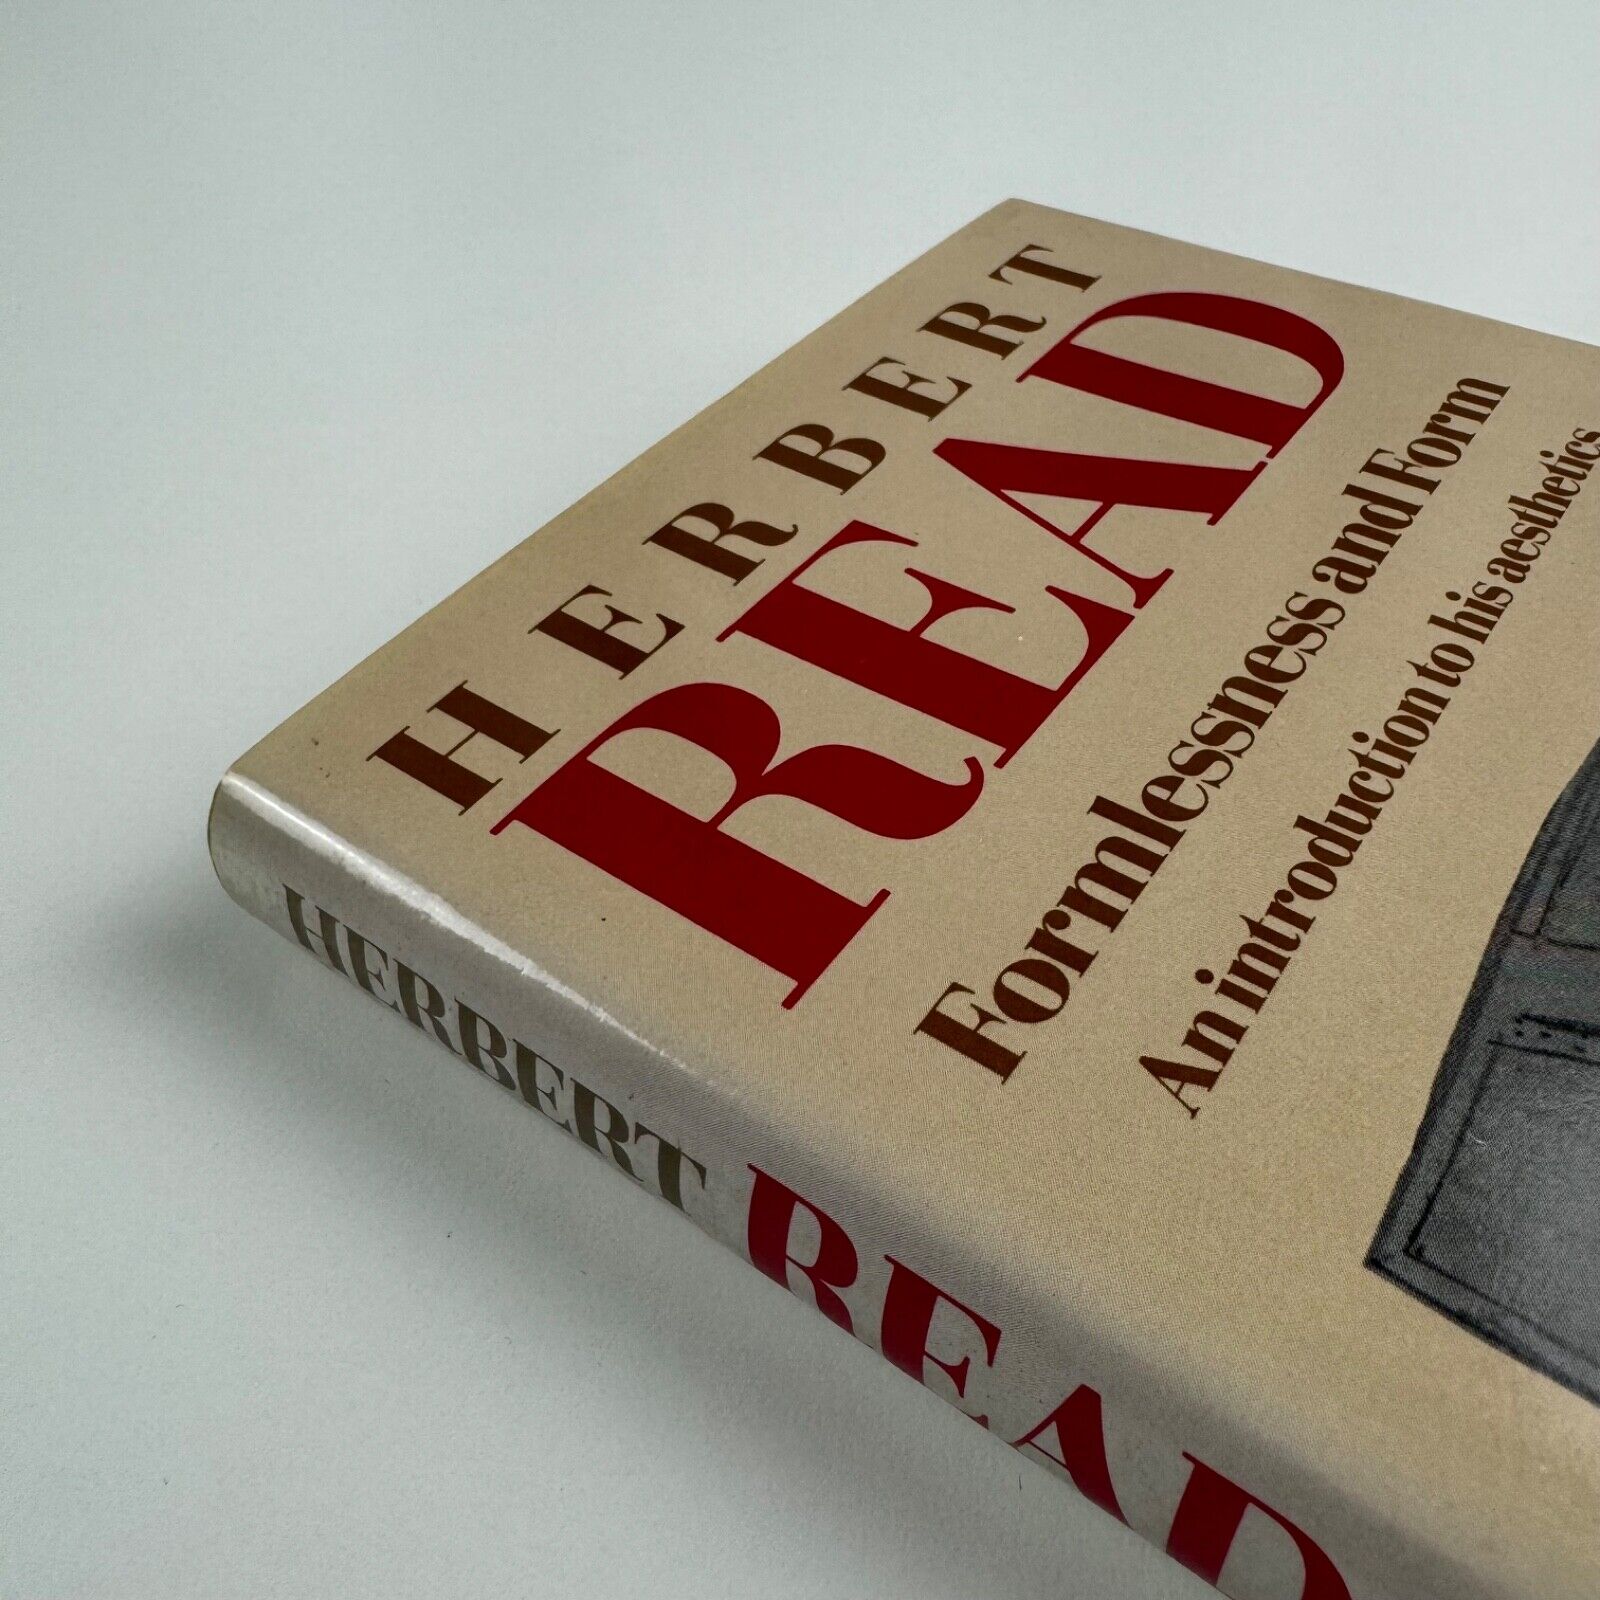 HERBERT
READ
Formlessness and Form
An introduction to his aesthetics
HERBERT READ